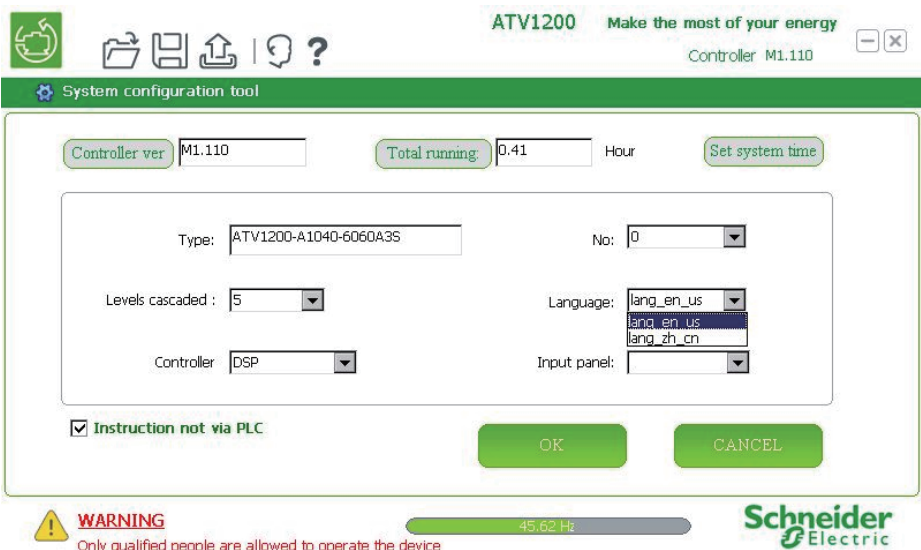 ATV1200 Make the most of your energy
Controller M1.110
?
System configuration tool
Controller ver M1.110 Total running: 0.41 Hour Set system time
Type: ATV1200-A1040-6060A3S No: 0
Levels cascaded : 5 Language: lang_en_us
lang_en_us
lang_zh_cn
Controller DSP Input panel:
Instruction not via PLC
OK CANCEL
WARNING
45.62 Hz
Only qualified people are allowed to operate the device
Schneider
Electric